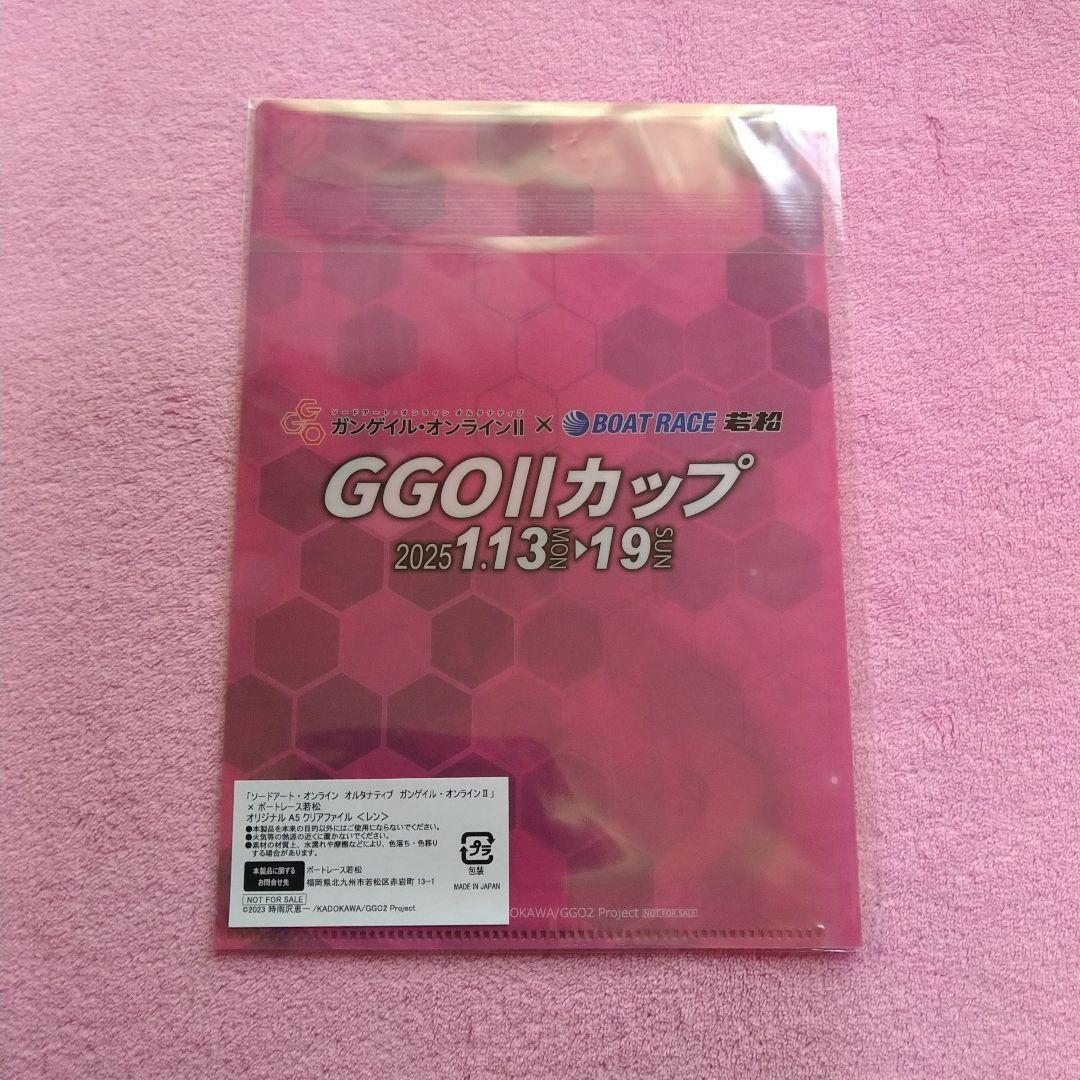 ソードアート・オンライン オルタナティブ
GGO ガンゲイル・オンラインII × BOAT RACE 若松
GGOIIカップ
2025 1.13 MON ▶ 19 SUN
「ソードアート・オンライン オルタナティブ ガンゲイル・オンラインⅡ」
× ボートレース若松
オリジナル A5 クリアファイル <レン>
●本製品を本来の目的以外にはご使用にならないでください。
●火気等の熱源の近くに置かないでください。
●素材の材質上、水濡れや摩擦などにより、色落ち・色移り
する場合があります。
プラ
包装
本製品に関する
お問合せ先
ボートレース若松
福岡県北九州市若松区赤岩町 13-1
MADE IN JAPAN
NOT FOR SALE
©2023 時雨沢恵一 /KADOKAWA/GGO2 Project
OKAWA/GGO2 Project NOT FOR SALE